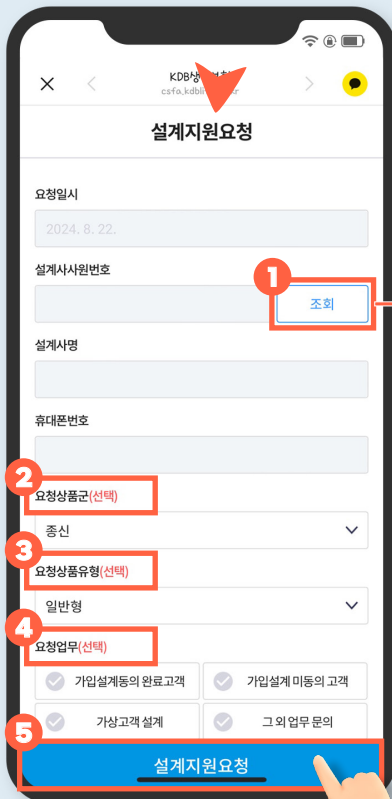 설계지원요청
요청일시
2024. 8. 22.
설계사사원번호
1
조회
설계사명
휴대폰번호
2
요청상품군(선택)
종신
3
요청상품유형(선택)
일반형
4
요청업무(선택)
가입설계동의 완료고객 가입설계 미동의 고객
가상고객 설계 그 외 업무 문의
5
설계지원요청